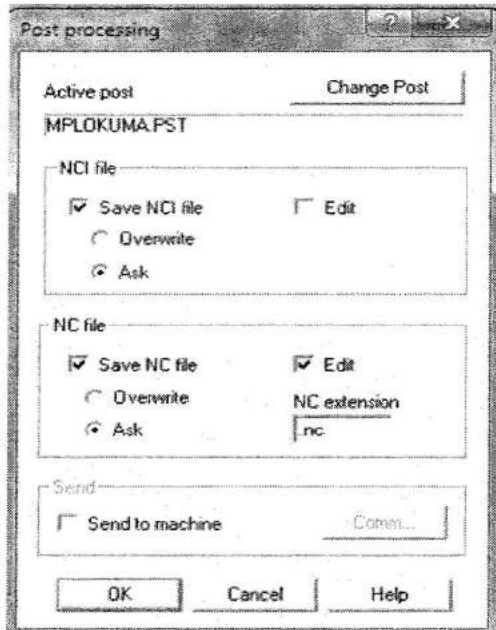 Post processing
?
Active post
Change Post
MPLOKUMA.PST
NCI file
Save NCI file
Edit
Overwrite
Ask
NC file
Save NC file
Edit
Overwrite
NC extension
Ask
.nc
Send
Send to machine
Comm...
OK
Cancel
Help